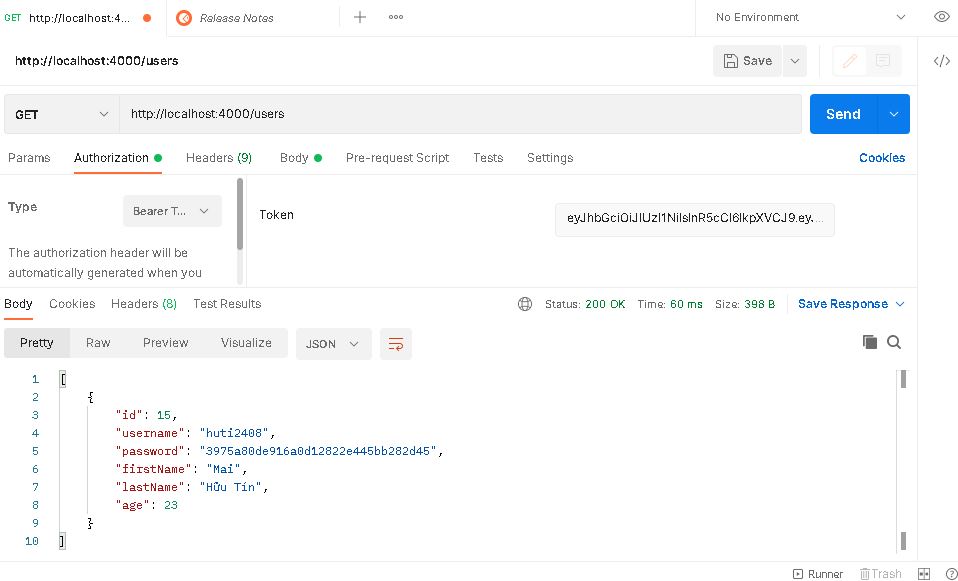 GET http://localhost:4... Release Notes No Environment
http://localhost:4000/users Save
GET http://localhost:4000/users Send
Params Authorization Headers (9) Body Pre-request Script Tests Settings Cookies
Type Bearer T... Token eyJhbGciOiJIUzI1NiIsInR5cCI6IkpXVCJ9.ey...
The authorization header will be
automatically generated when you
Body Cookies Headers (8) Test Results Status: 200 OK Time: 60 ms Size: 398 B Save Response
Pretty Raw Preview Visualize JSON
1 [
2 {
3 "id": 15,
4 "username": "huti2408",
5 "password": "3975a80de916a0d12822e445bb282d45",
6 "firstName": "Mai",
7 "lastName": "Hữu Tín",
8 "age": 23
9 }
10 ]
Runner Trash